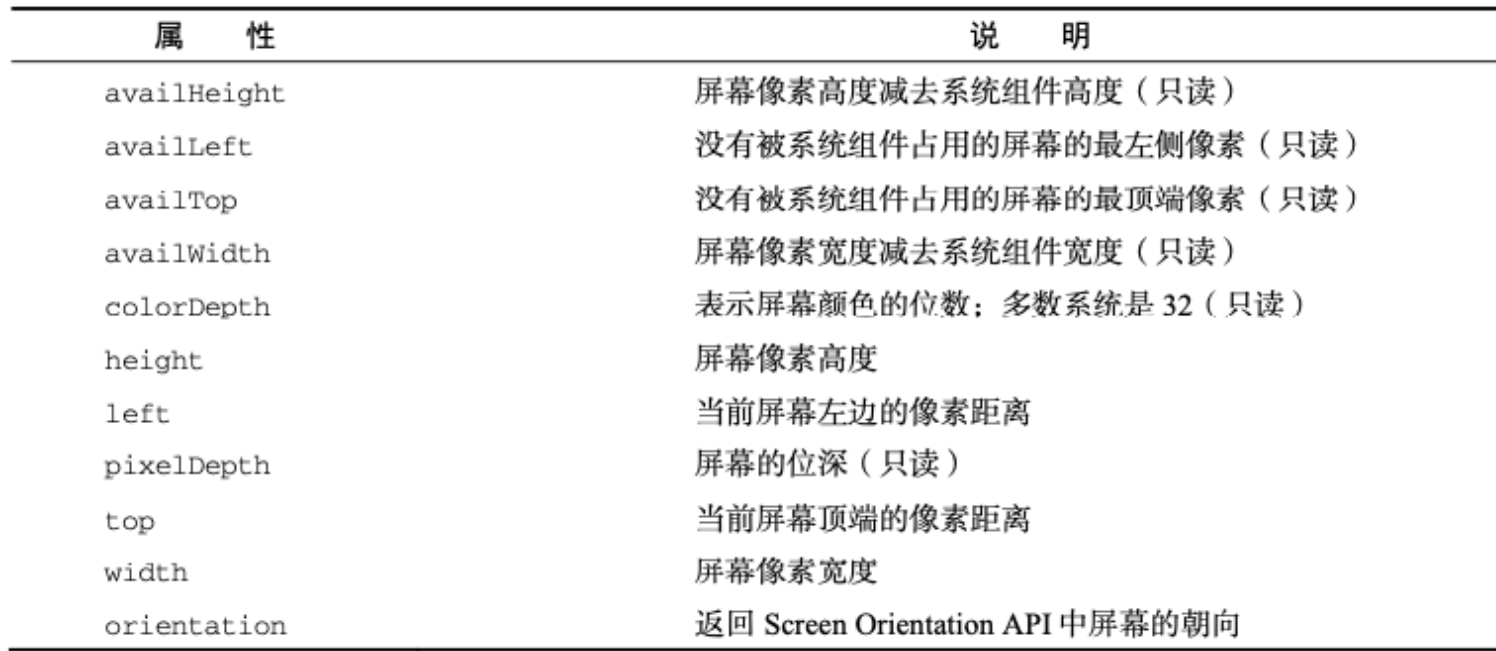 属 性 说 明
availHeight 屏幕像素高度减去系统组件高度（只读）
availLeft 没有被系统组件占用的屏幕的最左侧像素（只读）
availTop 没有被系统组件占用的屏幕的最顶端像素（只读）
availWidth 屏幕像素宽度减去系统组件宽度（只读）
colorDepth 表示屏幕颜色的位数；多数系统是 32（只读）
height 屏幕像素高度
left 当前屏幕左边的像素距离
pixelDepth 屏幕的位深（只读）
top 当前屏幕顶端的像素距离
width 屏幕像素宽度
orientation 返回 Screen Orientation API 中屏幕的朝向